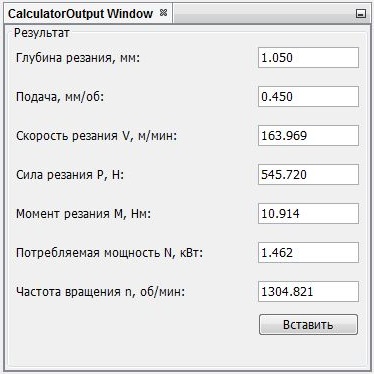 CalculatorOutput Window
Результат
Глубина резания, мм: 1.050
Подача, мм/об: 0.450
Скорость резания V, м/мин: 163.969
Сила резания P, Н: 545.720
Момент резания М, Нм: 10.914
Потребляемая мощность N, кВт: 1.462
Частота вращения n, об/мин: 1304.821
Вставить